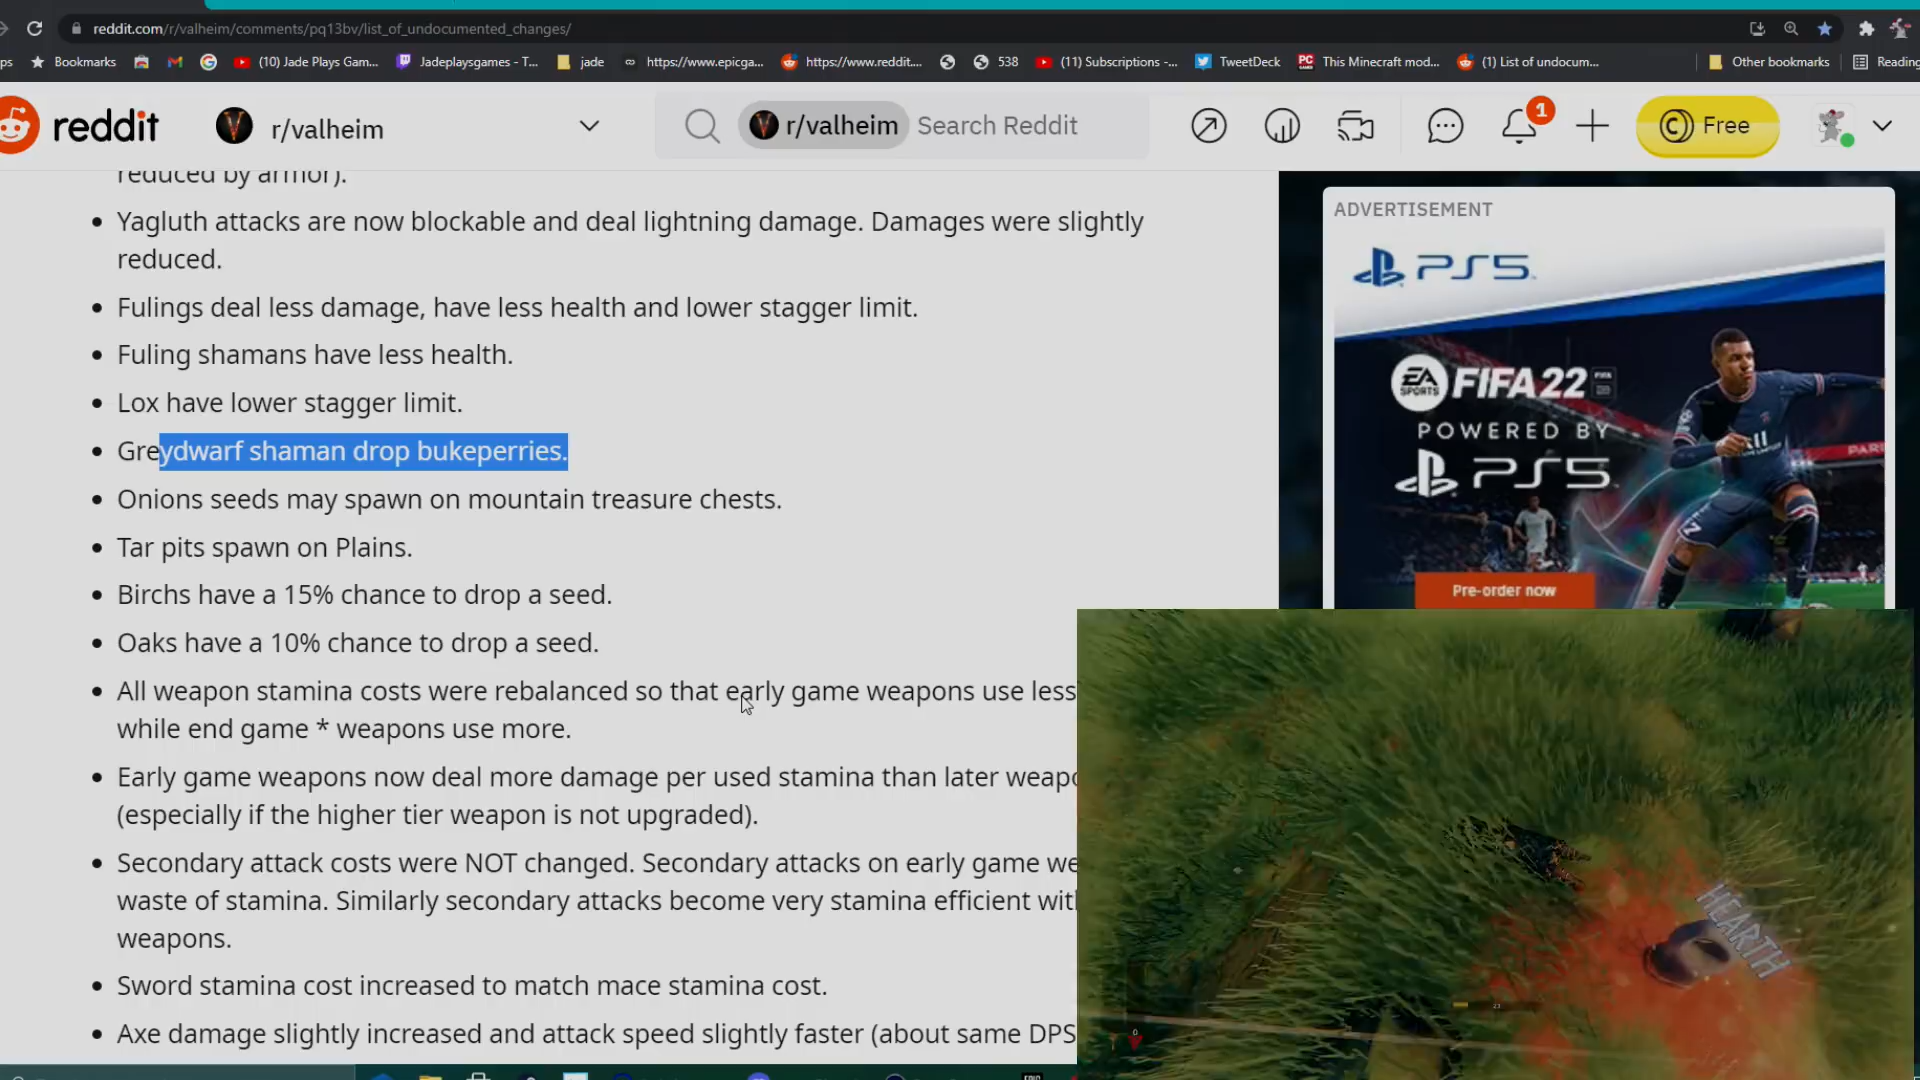 reddit.com/r/valheim/comments/pq13bv/list_of_undocumented_changes/
ps Bookmarks (10) Jade Plays Gam... Jadeplaysgames - T... jade https://www.epicga... https://www.reddit.... 538 (11) Subscriptions -... TweetDeck This Minecraft mod... (1) List of undocum... Other bookmarks Reading
reddit r/valheim r/valheim Search Reddit 1 Free
reduced by armor).
• Yagluth attacks are now blockable and deal lightning damage. Damages were slightly
reduced.
• Fulings deal less damage, have less health and lower stagger limit.
• Fuling shamans have less health.
• Lox have lower stagger limit.
• Greydwarf shaman drop bukeperries.
• Onions seeds may spawn on mountain treasure chests.
• Tar pits spawn on Plains.
• Birchs have a 15% chance to drop a seed.
• Oaks have a 10% chance to drop a seed.
• All weapon stamina costs were rebalanced so that early game weapons use less
while end game * weapons use more.
• Early game weapons now deal more damage per used stamina than later weapo
(especially if the higher tier weapon is not upgraded).
• Secondary attack costs were NOT changed. Secondary attacks on early game we
waste of stamina. Similarly secondary attacks become very stamina efficient wit
weapons.
• Sword stamina cost increased to match mace stamina cost.
• Axe damage slightly increased and attack speed slightly faster (about same DPS
ADVERTISEMENT
PS5
EA SPORTS FIFA 22
POWERED BY
PS5
Pre-order now
HEARTH
23
0